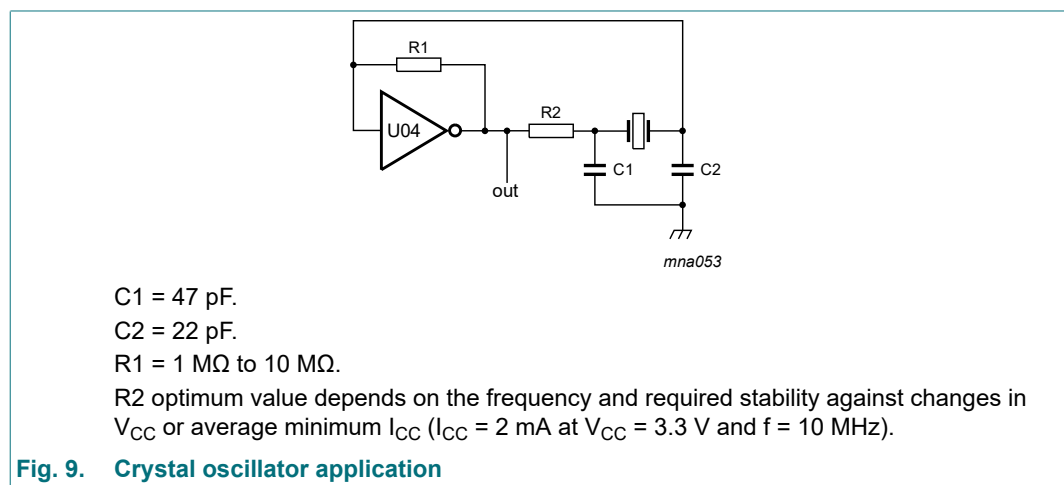 R1
U04
R2
out
C1
C2
mna053
C1 = 47 pF.
C2 = 22 pF.
R1 = 1 MΩ to 10 MΩ.
R2 optimum value depends on the frequency and required stability against changes in
VCC or average minimum ICC (ICC = 2 mA at VCC = 3.3 V and f = 10 MHz).
Fig. 9. Crystal oscillator application